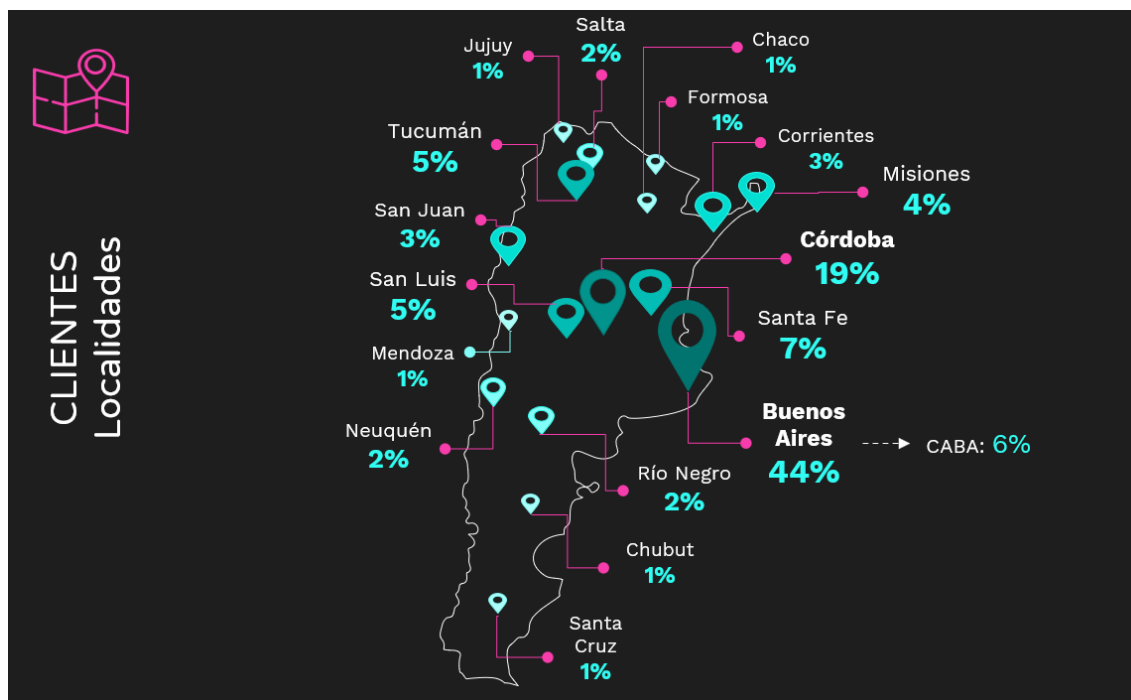 CLIENTES
Localidades
Jujuy
1%
Salta
2%
Chaco
1%
Formosa
1%
Tucumán
5%
Corrientes
3%
Misiones
4%
San Juan
3%
Córdoba
19%
San Luis
5%
Santa Fe
7%
Mendoza
1%
Buenos
Aires
44%
CABA: 6%
Neuquén
2%
Río Negro
2%
Chubut
1%
Santa
Cruz
1%